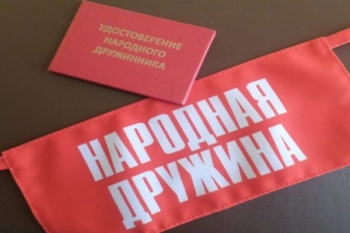 УДОСТОВЕРЕНИЕ
НАРОДНОГО
ДРУЖИННИКА
НАРОДНАЯ
ДРУЖИНА